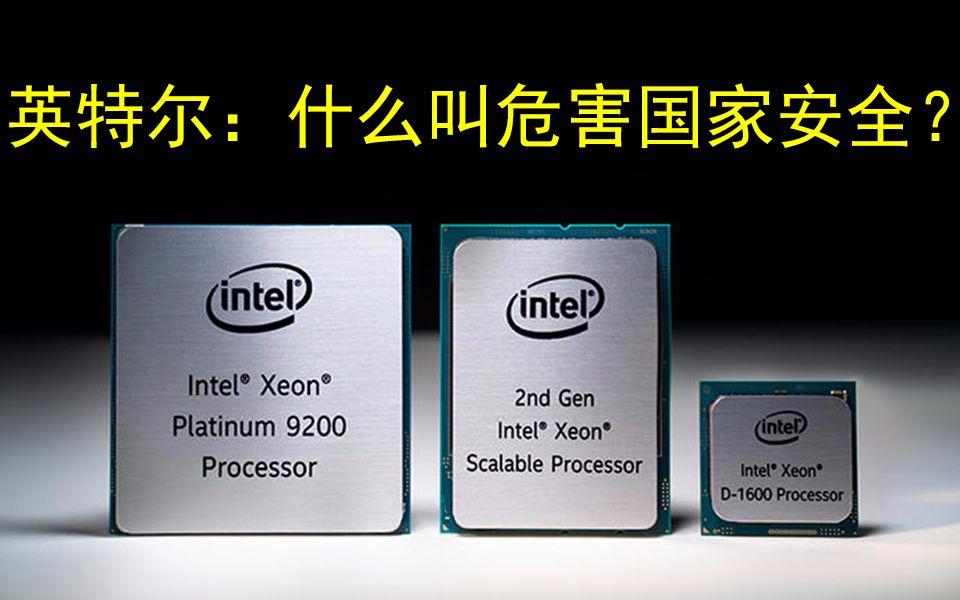 英特尔：什么叫危害国家安全？
intel®
Intel® Xeon®
Platinum 9200
Processor
intel®
2nd Gen
Intel® Xeon®
Scalable Processor
intel®
Intel® Xeon®
D-1600 Processor